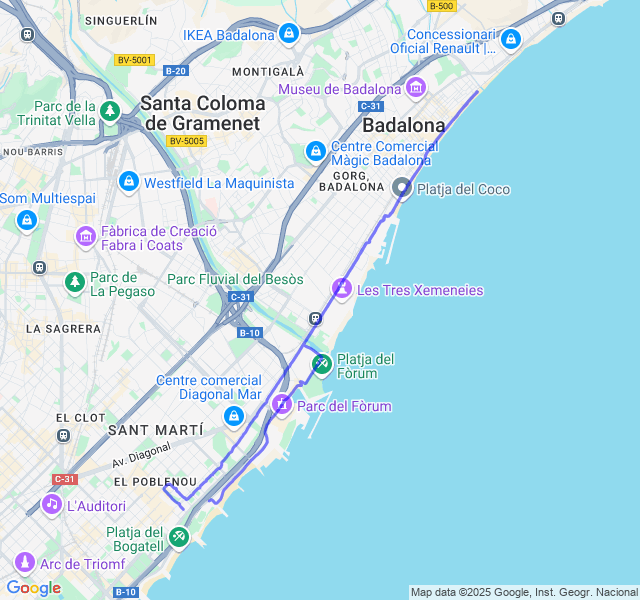 B-500
SINGUERLÍN
IKEA Badalona
Concessionari
Oficial Renault |...
BV-5001
B-20
MONTIGALÀ
Museu de Badalona
Parc de la
Trinitat Vella
Santa Coloma
de Gramenet
C-31
Badalona
BV-5005
NOU BARRIS
Centre Comercial
Màgic Badalona
GORG,
BADALONA
Westfield La Maquinista
Platja del Coco
Som Multiespai
Fàbrica de Creació
Fabra i Coats
Parc Fluvial del Besòs
Parc de
La Pegaso
C-31
Les Tres Xemeneies
LA SAGRERA
B-10
Platja del
Fòrum
Centre comercial
Diagonal Mar
Parc del Fòrum
EL CLOT
SANT MARTÍ
Av. Diagonal
C-31
EL POBLENOU
L'Auditori
Platja del
Bogatell
Arc de Triomf
Google
B-10
Map data ©2025 Google, Inst. Geogr. Nacional